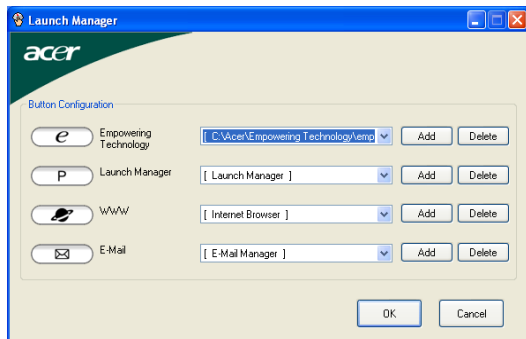 Launch Manager
acer
Button Configuration
e
Empowering
Technology
[ C:\Acer\Empowering Technology\emp
Add
Delete
P
Launch Manager
[ Launch Manager ]
Add
Delete
WWW
[ Internet Browser ]
Add
Delete
E-Mail
[ E-Mail Manager ]
Add
Delete
OK
Cancel